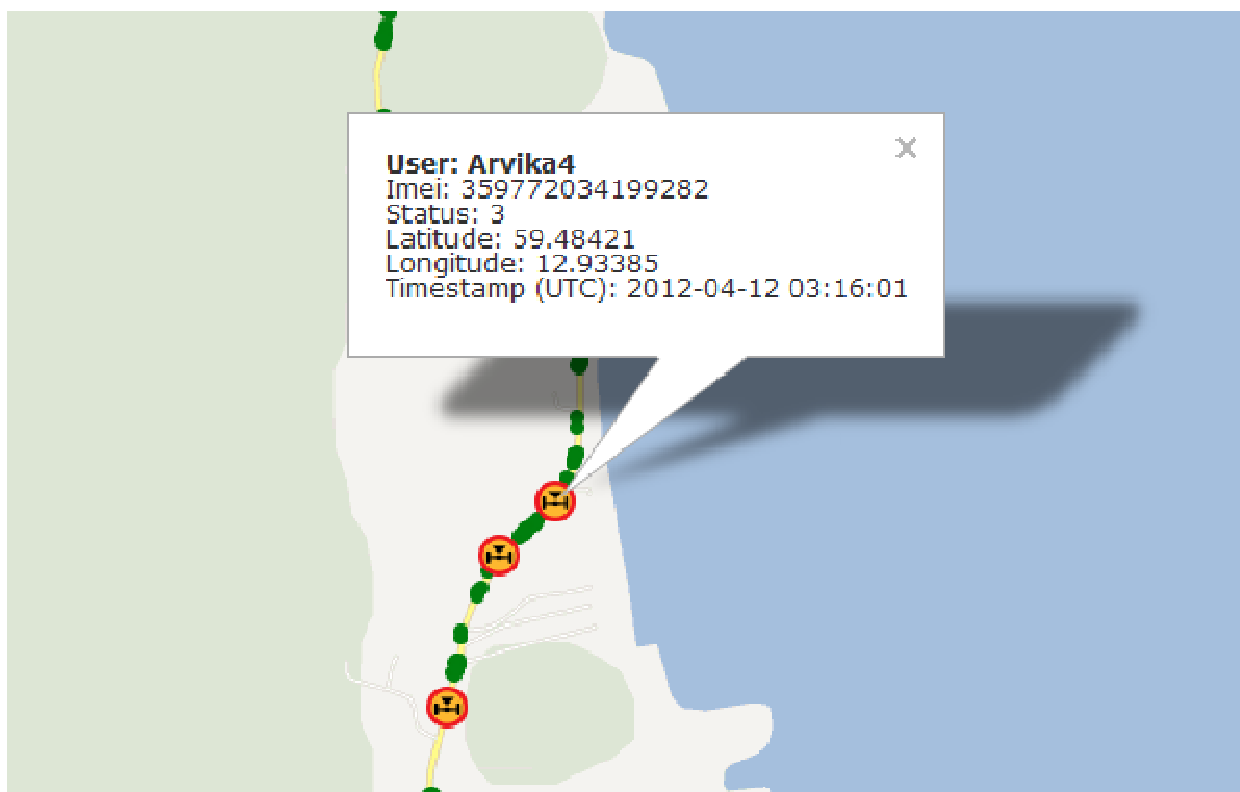 User: Arvika4
Imei: 359772034199282
Status: 3
Latitude: 59.48421
Longitude: 12.93385
Timestamp (UTC): 2012-04-12 03:16:01